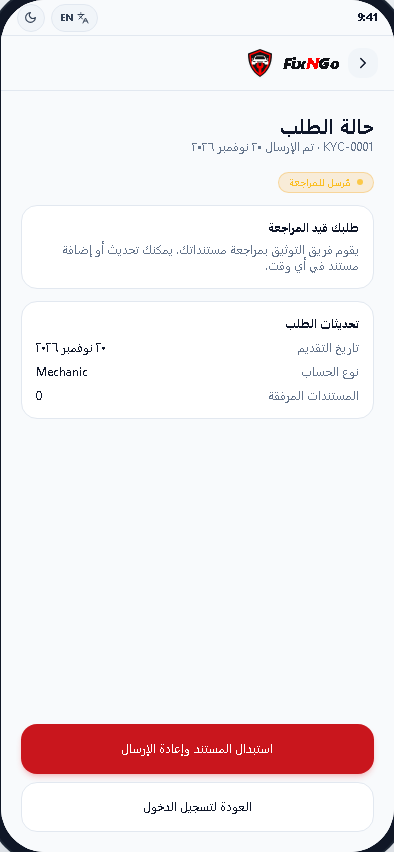 9:41
EN
FixNGo
حالة الطلب
KYC-0001 · تم الإرسال ٢٠ نوفمبر ٢٠٢٦
مُرسل للمراجعة
طلبك قيد المراجعة
يقوم فريق التوثيق بمراجعة مستنداتك. يمكنك تحديث أو إضافة
مستند في أي وقت.
تحديثات الطلب
تاريخ التقديم ٢٠ نوفمبر ٢٠٢٦
نوع الحساب Mechanic
المستندات المرفقة 0
استبدال المستند وإعادة الإرسال
العودة لتسجيل الدخول